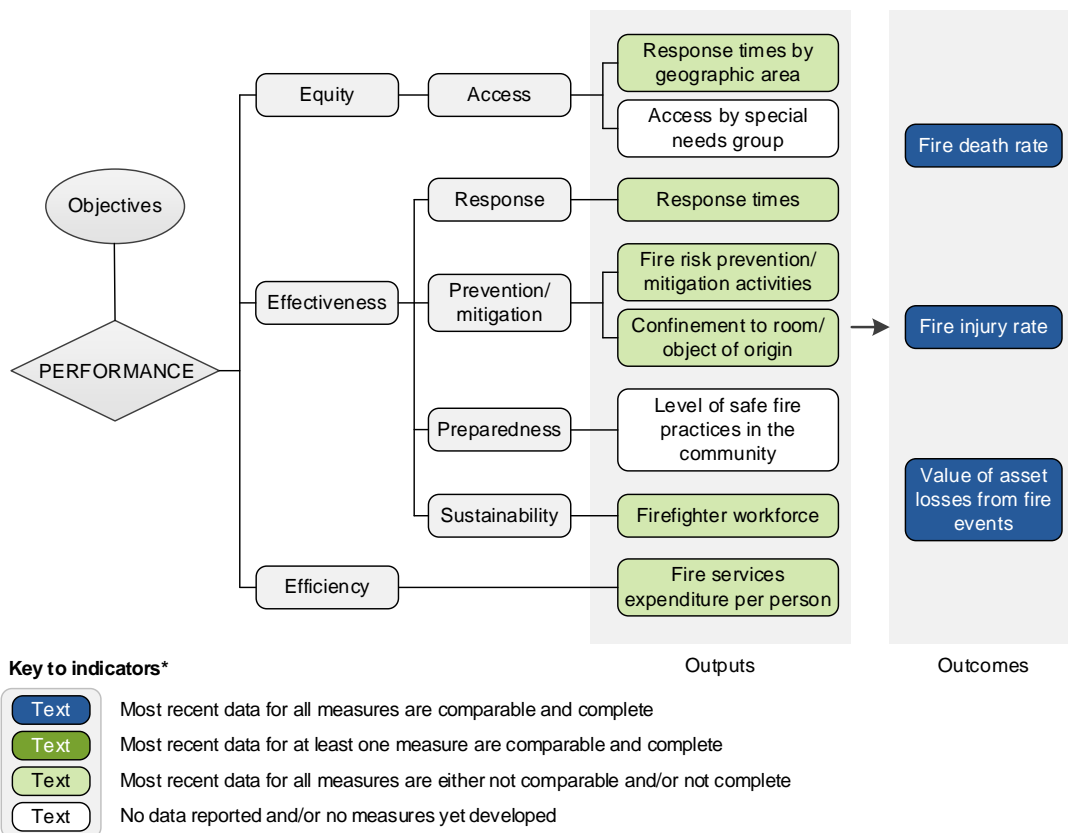 Objectives
PERFORMANCE
Equity
Access
Response times by
geographic area
Access by special
needs group
Effectiveness
Response
Response times
Prevention/
mitigation
Fire risk prevention/
mitigation activities
Confinement to room/
object of origin
Preparedness
Level of safe fire
practices in the
community
Sustainability
Firefighter workforce
Efficiency
Fire services
expenditure per person
Outputs
Fire death rate
Fire injury rate
Value of asset
losses from fire
events
Outcomes
Key to indicators*
Text Most recent data for all measures are comparable and complete
Text Most recent data for at least one measure are comparable and complete
Text Most recent data for all measures are either not comparable and/or not complete
Text No data reported and/or no measures yet developed